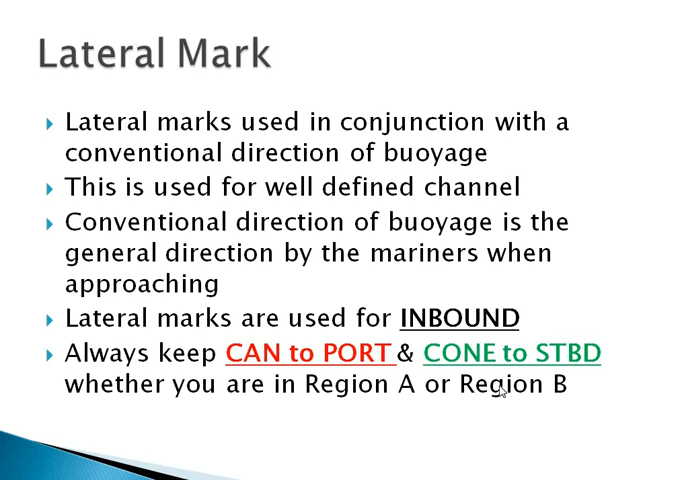 Lateral Mark
Lateral marks used in conjunction with a
conventional direction of buoyage
This is used for well defined channel
Conventional direction of buoyage is the
general direction by the mariners when
approaching
Lateral marks are used for INBOUND
Always keep CAN to PORT & CONE to STBD
whether you are in Region A or Region B